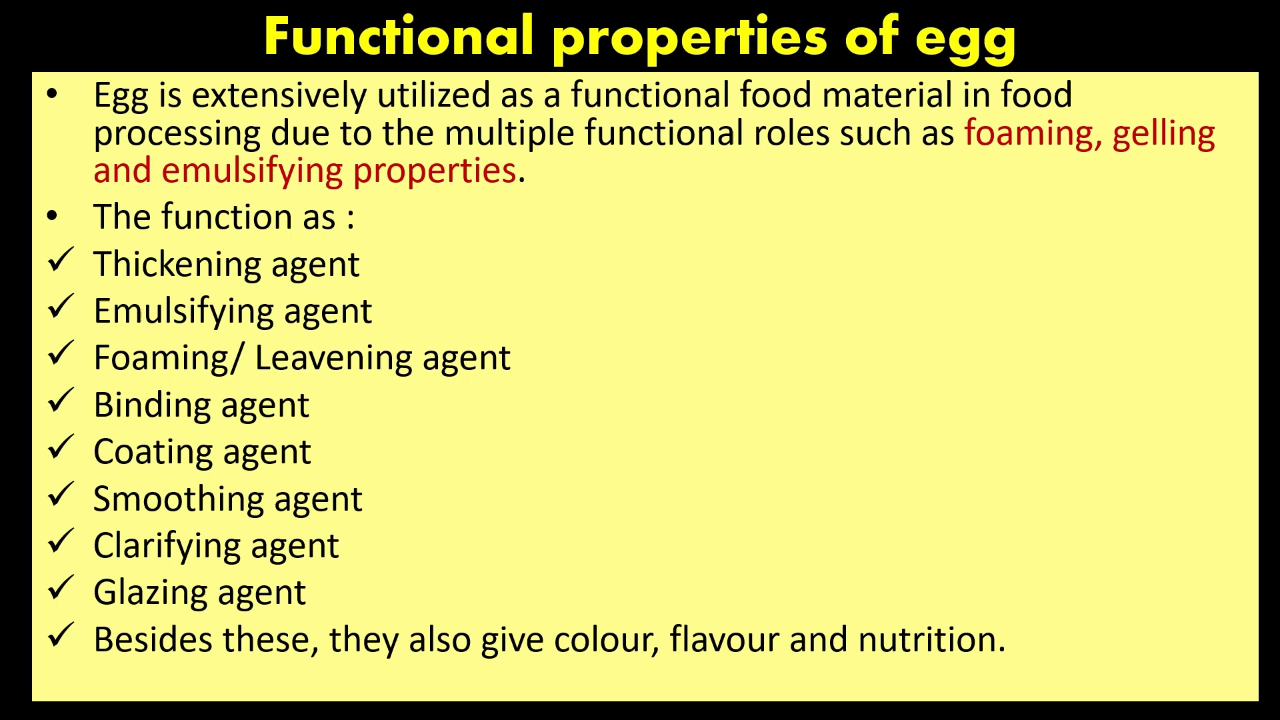 Functional properties of egg
• Egg is extensively utilized as a functional food material in food
processing due to the multiple functional roles such as foaming, gelling
and emulsifying properties.
• The function as :
✓ Thickening agent
✓ Emulsifying agent
✓ Foaming/ Leavening agent
✓ Binding agent
✓ Coating agent
✓ Smoothing agent
✓ Clarifying agent
✓ Glazing agent
✓ Besides these, they also give colour, flavour and nutrition.